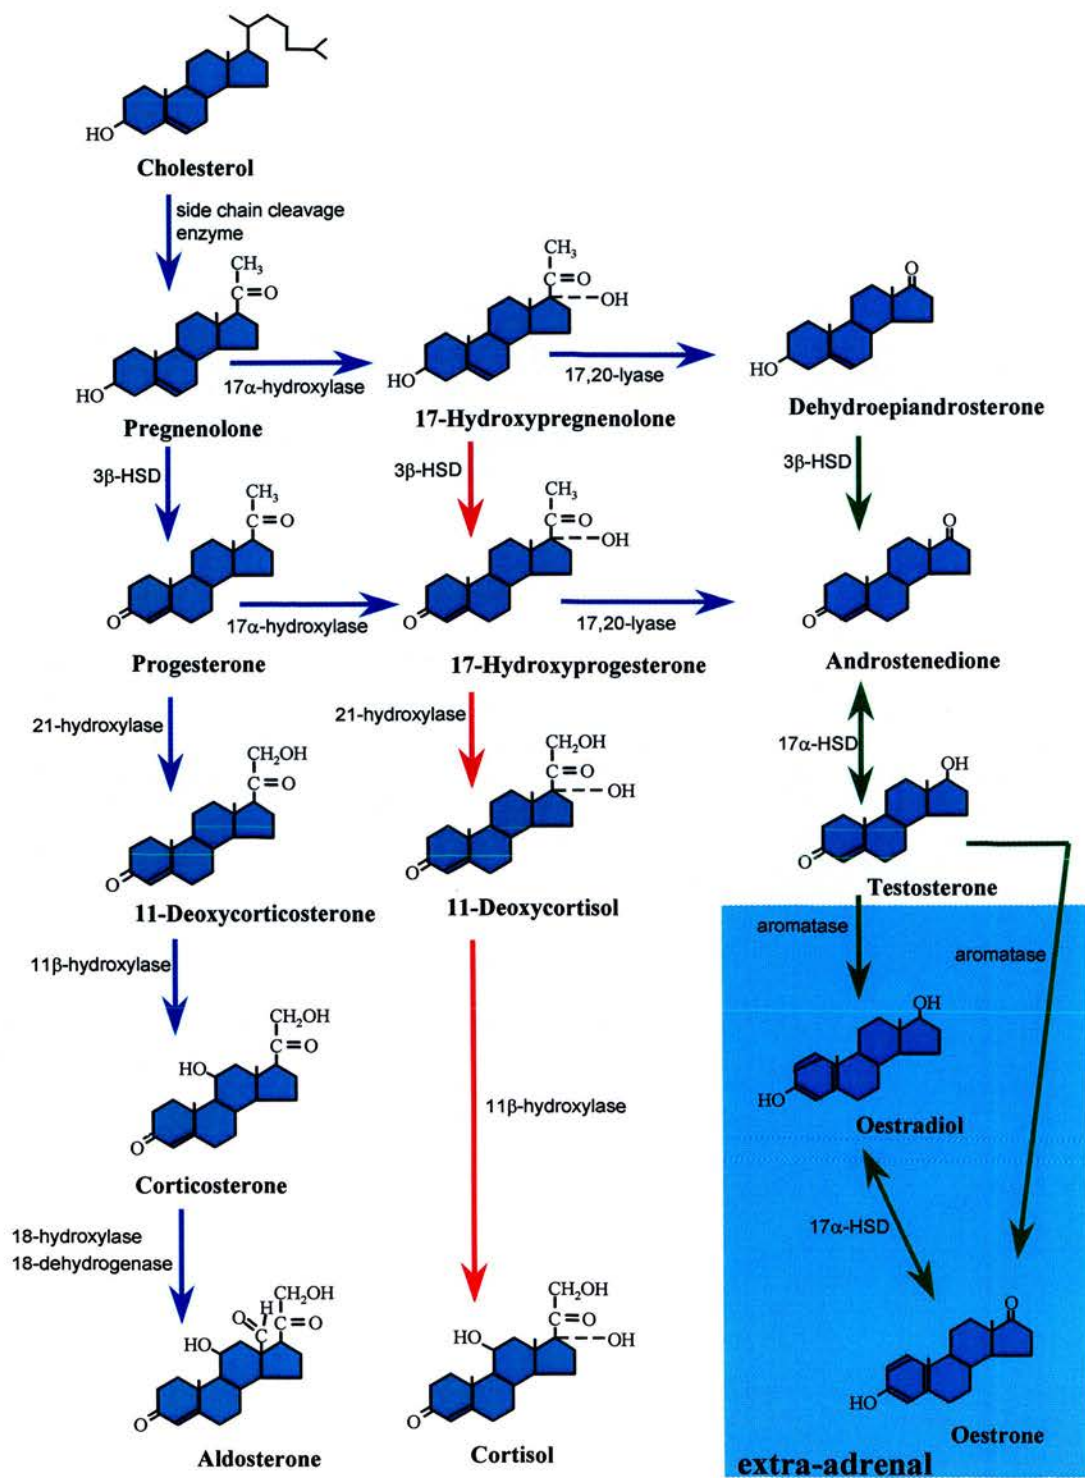 HO
Cholesterol
side chain cleavage
enzyme
CH₃
C=O
HO
Pregnenolone
17α-hydroxylase
CH₃
C=O
OH
HO
17-Hydroxypregnenolone
17,20-lyase
O
HO
Dehydroepiandrosterone
3β-HSD
3β-HSD
3β-HSD
CH₃
C=O
O
Progesterone
17α-hydroxylase
CH₃
C=O
OH
O
17-Hydroxyprogesterone
17,20-lyase
O
O
Androstenedione
21-hydroxylase
21-hydroxylase
17α-HSD
CH₂OH
C=O
O
11-Deoxycorticosterone
CH₂OH
C=O
OH
O
11-Deoxycortisol
OH
O
Testosterone
11β-hydroxylase
aromatase
aromatase
CH₂OH
C=O
HO
O
Corticosterone
11β-hydroxylase
OH
HO
Oestradiol
18-hydroxylase
18-dehydrogenase
17α-HSD
CH₂OH
H
O
C
C=O
HO
O
Aldosterone
CH₂OH
C=O
HO
OH
O
Cortisol
O
HO
Oestrone
extra-adrenal